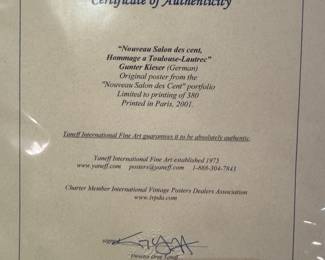 Certificate of Authenticity
"Nouveau Salon des cent,
Hommage a Toulouse-Lautrec"
Gunter Kieser (German)
Original poster from the
"Nouveau Salon des Cent" portfolio
Limited to printing of 380
Printed in Paris, 2001.
Yaneff International Fine Art guarantees it to be absolutely authentic.
Yaneff International Fine Art established 1975
www.yaneff.com posters@yaneff.com 1-888-304-7843
Charter Member International Vintage Posters Dealers Association
www.ivpda.com